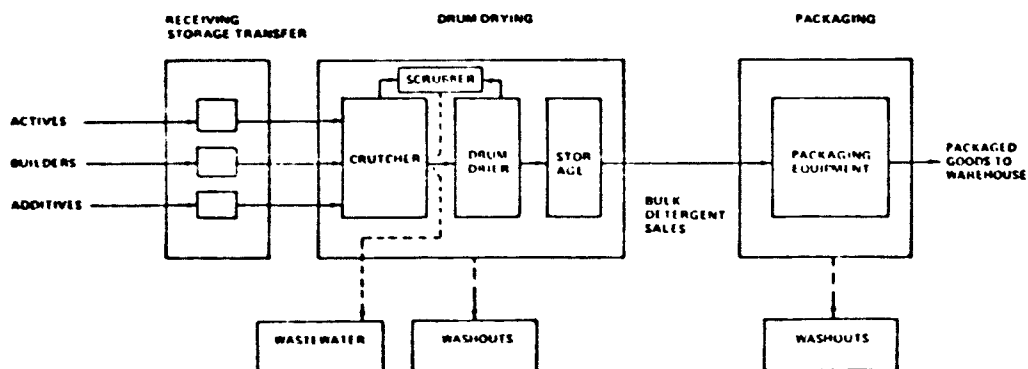 RECEIVING
STORAGE TRANSFER
DRUM DRYING
PACKAGING
SCRUBBER
ACTIVES
BUILDERS
ADDITIVES
CRUTCHER
DRUM
DRIER
STOR
AGE
PACKAGING
EQUIPMENT
PACKAGED
GOODS TO
WAREHOUSE
BULK
DETERGENT
SALES
WASTEWATER
WASHOUTS
WASHOUTS